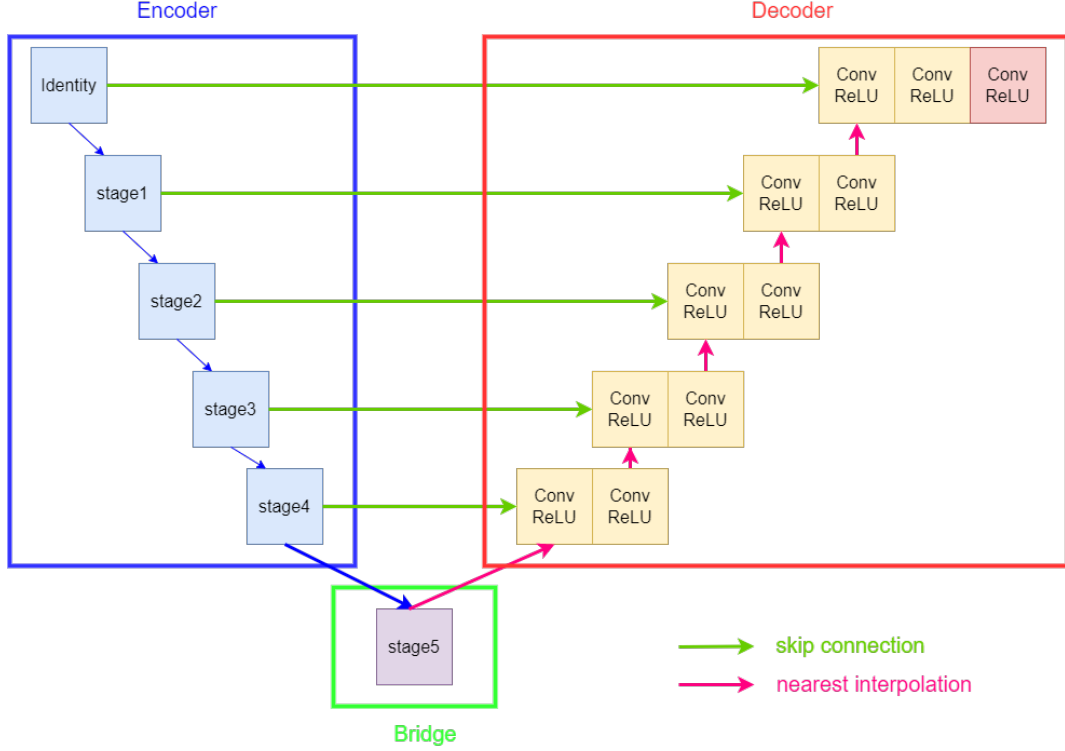 Encoder
Decoder
Identity
Conv
ReLU
Conv
ReLU
Conv
ReLU
stage1
Conv
ReLU
Conv
ReLU
stage2
Conv
ReLU
Conv
ReLU
stage3
Conv
ReLU
Conv
ReLU
stage4
Conv
ReLU
Conv
ReLU
stage5
Bridge
skip connection
nearest interpolation